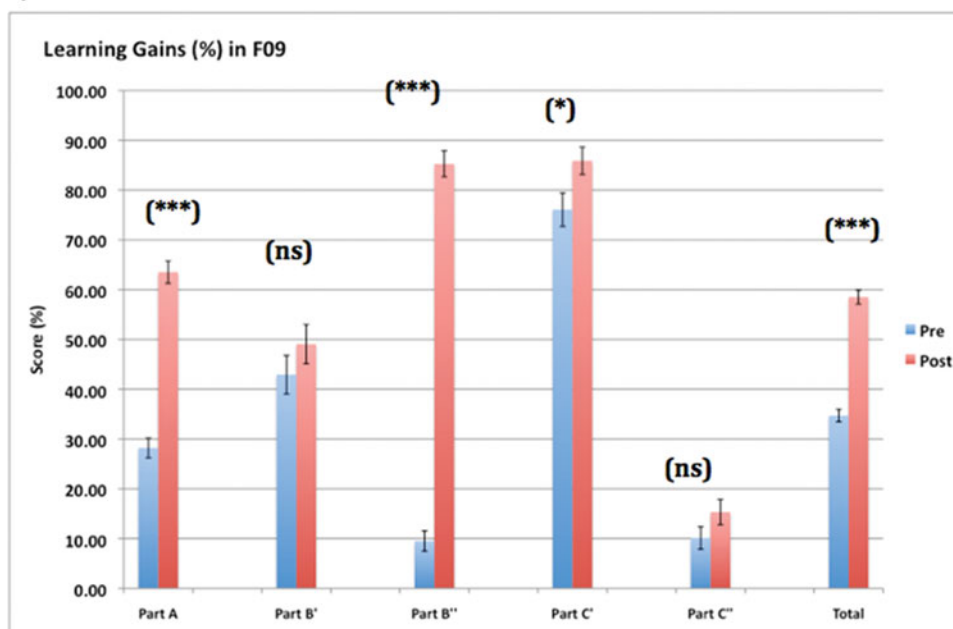 Learning Gains (%) in F09
100.00
90.00
80.00
70.00
60.00
50.00
40.00
30.00
20.00
10.00
0.00
Score (%)
(***)
(ns)
(***)
(*)
(ns)
(***)
Part A
Part B'
Part B''
Part C'
Part C''
Total
Pre
Post